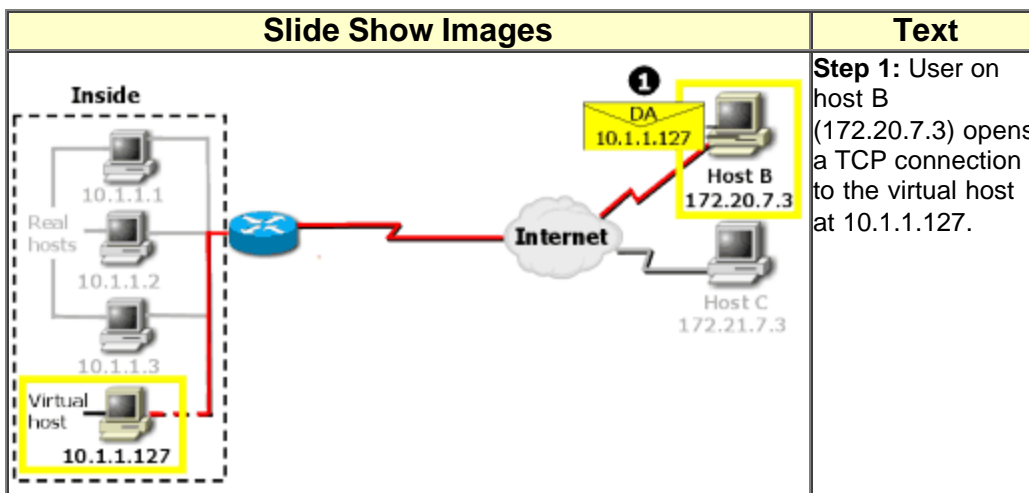 Slide Show Images
Text
Inside
10.1.1.1
Real
hosts
10.1.1.2
10.1.1.3
Virtual
host
10.1.1.127
1
DA
10.1.1.127
Host B
172.20.7.3
Internet
Host C
172.21.7.3
Step 1: User on
host B
(172.20.7.3) opens
a TCP connection
to the virtual host
at 10.1.1.127.